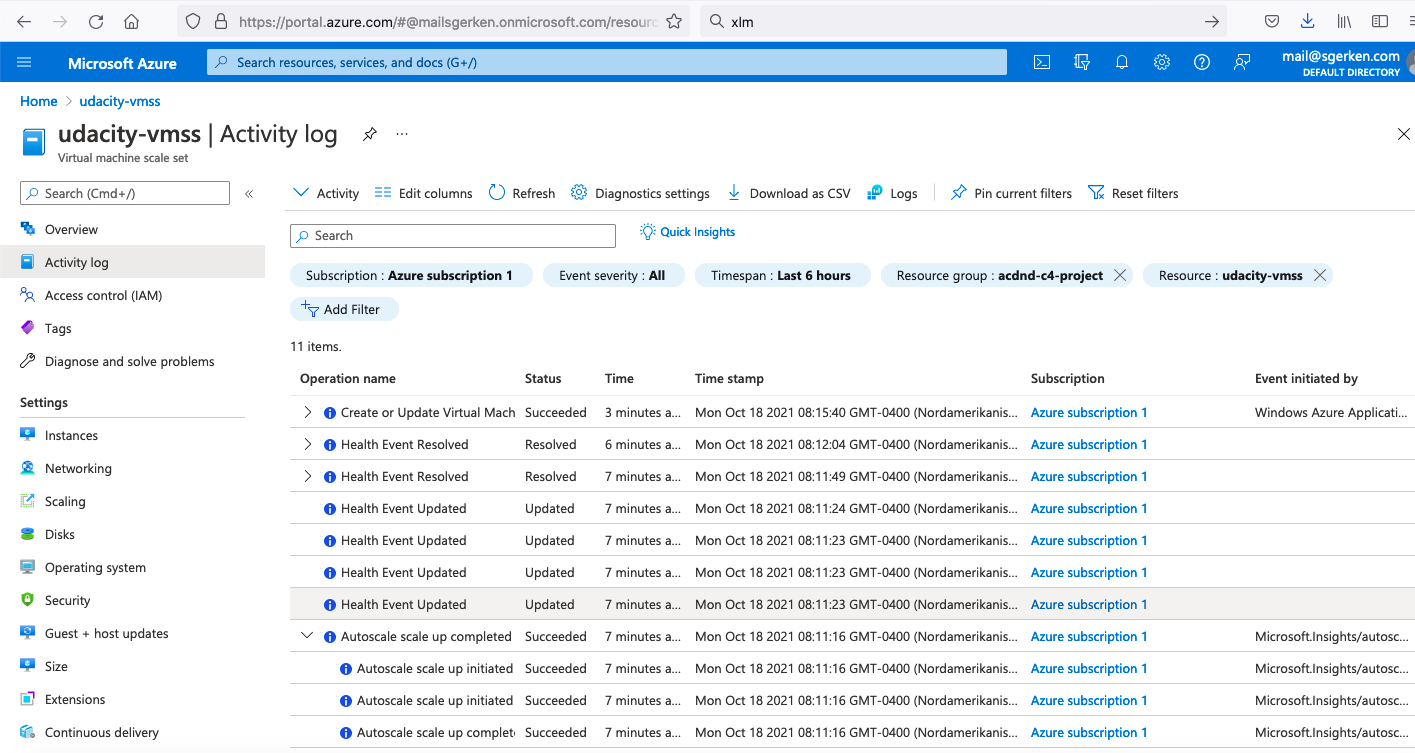 https://portal.azure.com/#@mailsgerken.onmicrosoft.com/resourc
xlm
Microsoft Azure
Search resources, services, and docs (G+/)
mail@sgerken.com
DEFAULT DIRECTORY
Home > udacity-vmss
udacity-vmss | Activity log ...
Virtual machine scale set
Search (Cmd+/) «
Activity Edit columns Refresh Diagnostics settings Download as CSV Logs Pin current filters Reset filters
Search Quick Insights
Subscription : Azure subscription 1 Event severity : All Timespan : Last 6 hours Resource group : acdnd-c4-project Resource : udacity-vmss
Add Filter
11 items.
Overview
Activity log
Access control (IAM)
Tags
Diagnose and solve problems
Settings
Instances
Networking
Scaling
Disks
Operating system
Security
Guest + host updates
Size
Extensions
Continuous delivery
Operation name Status Time Time stamp Subscription Event initiated by
Create or Update Virtual Mach Succeeded 3 minutes a... Mon Oct 18 2021 08:15:40 GMT-0400 (Nordamerikanis... Azure subscription 1 Windows Azure Applicati...
Health Event Resolved Resolved 6 minutes a... Mon Oct 18 2021 08:12:04 GMT-0400 (Nordamerikanis... Azure subscription 1
Health Event Resolved Resolved 7 minutes a... Mon Oct 18 2021 08:11:49 GMT-0400 (Nordamerikanis... Azure subscription 1
Health Event Updated Updated 7 minutes a... Mon Oct 18 2021 08:11:24 GMT-0400 (Nordamerikanis... Azure subscription 1
Health Event Updated Updated 7 minutes a... Mon Oct 18 2021 08:11:23 GMT-0400 (Nordamerikanis... Azure subscription 1
Health Event Updated Updated 7 minutes a... Mon Oct 18 2021 08:11:23 GMT-0400 (Nordamerikanis... Azure subscription 1
Health Event Updated Updated 7 minutes a... Mon Oct 18 2021 08:11:23 GMT-0400 (Nordamerikanis... Azure subscription 1
Autoscale scale up completed Succeeded 7 minutes a... Mon Oct 18 2021 08:11:16 GMT-0400 (Nordamerikanis... Azure subscription 1 Microsoft.Insights/autosc...
Autoscale scale up initiated Succeeded 7 minutes a... Mon Oct 18 2021 08:11:16 GMT-0400 (Nordamerikanis... Azure subscription 1 Microsoft.Insights/autosc...
Autoscale scale up initiated Succeeded 7 minutes a... Mon Oct 18 2021 08:11:16 GMT-0400 (Nordamerikanis... Azure subscription 1 Microsoft.Insights/autosc...
Autoscale scale up complet Succeeded 7 minutes a... Mon Oct 18 2021 08:11:16 GMT-0400 (Nordamerikanis... Azure subscription 1 Microsoft.Insights/autosc...